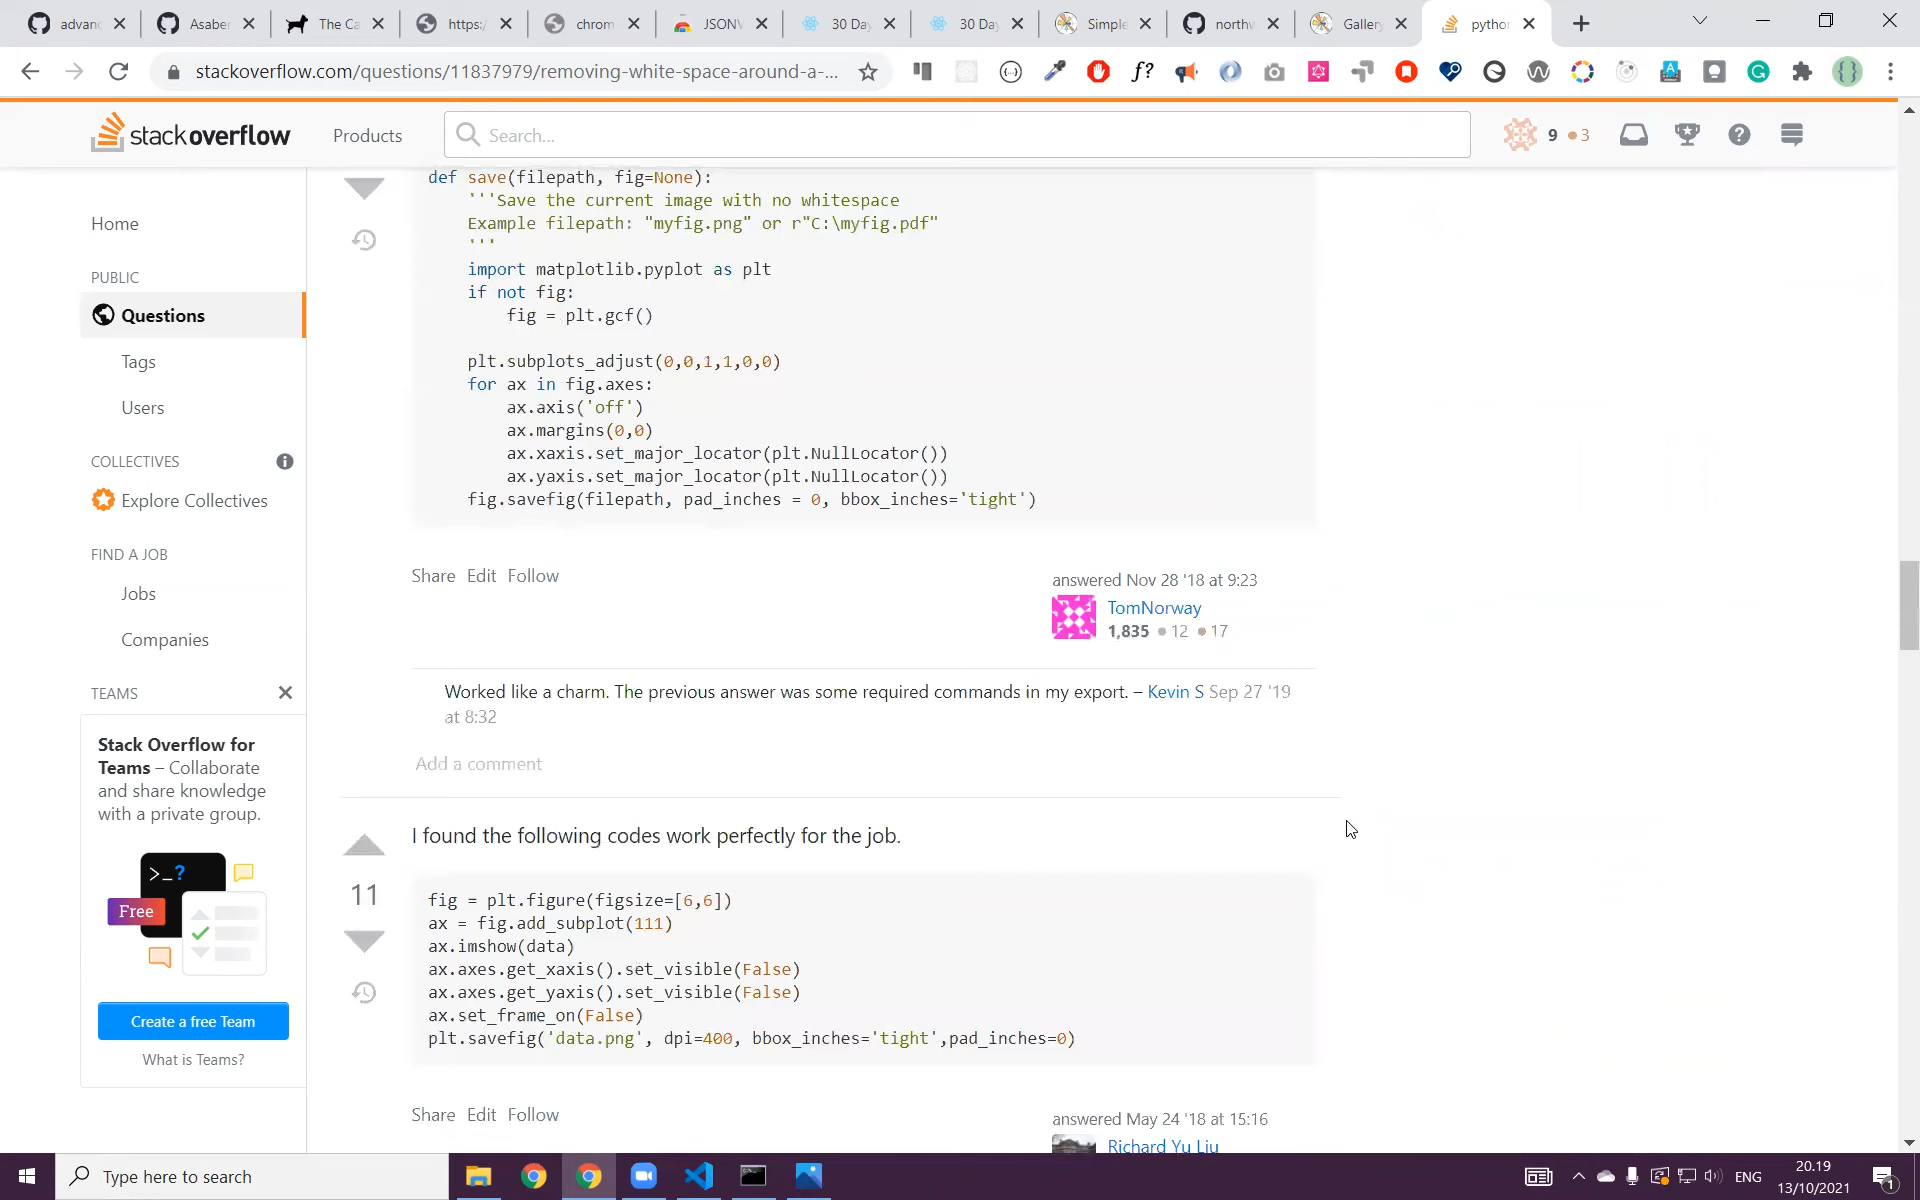 advanc
Asaber
The Ca
https:/
chrom
JSONV
30 Day
30 Day
Simple
northw
Gallery
python
stackoverflow.com/questions/11837979/removing-white-space-around-a-...
stackoverflow
Products
Search...
9 3
Home
PUBLIC
Questions
Tags
Users
COLLECTIVES
Explore Collectives
FIND A JOB
Jobs
Companies
TEAMS
Stack Overflow for
Teams – Collaborate
and share knowledge
with a private group.
>_?
Free
Create a free Team
What is Teams?
def save(filepath, fig=None):
'''Save the current image with no whitespace
Example filepath: "myfig.png" or r"C:\myfig.pdf"
'''
import matplotlib.pyplot as plt
if not fig:
fig = plt.gcf()
plt.subplots_adjust(0,0,1,1,0,0)
for ax in fig.axes:
ax.axis('off')
ax.margins(0,0)
ax.xaxis.set_major_locator(plt.NullLocator())
ax.yaxis.set_major_locator(plt.NullLocator())
fig.savefig(filepath, pad_inches = 0, bbox_inches='tight')
Share Edit Follow
answered Nov 28 '18 at 9:23
TomNorway
1,835 12 17
Worked like a charm. The previous answer was some required commands in my export. – Kevin S Sep 27 '19
at 8:32
Add a comment
I found the following codes work perfectly for the job.
11
fig = plt.figure(figsize=[6,6])
ax = fig.add_subplot(111)
ax.imshow(data)
ax.axes.get_xaxis().set_visible(False)
ax.axes.get_yaxis().set_visible(False)
ax.set_frame_on(False)
plt.savefig('data.png', dpi=400, bbox_inches='tight',pad_inches=0)
Share Edit Follow
answered May 24 '18 at 15:16
Richard Yu Liu
Type here to search
ENG
20.19
13/10/2021
1